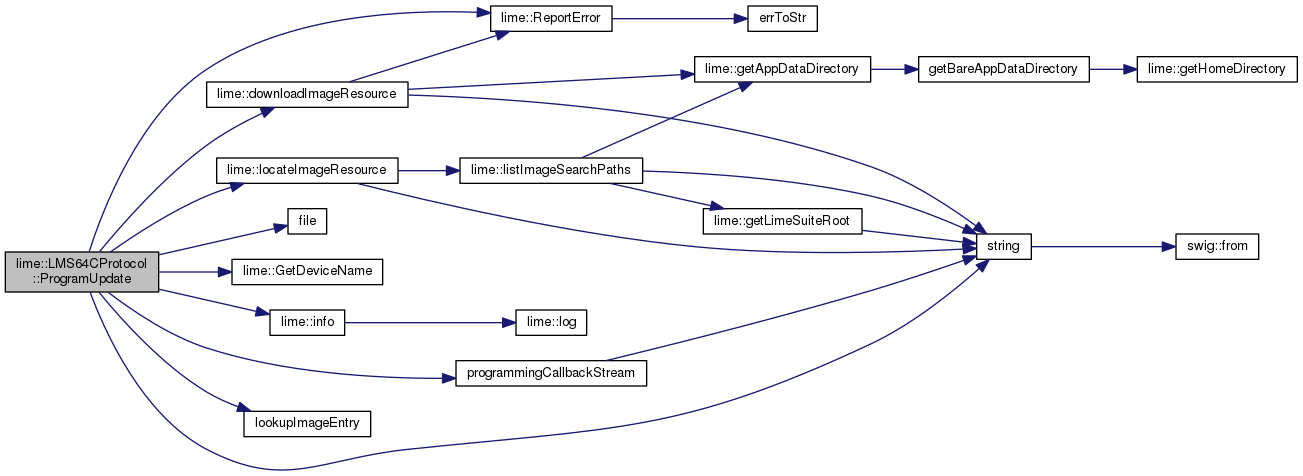 lime::ReportError
errToStr
lime::getAppDataDirectory
getBareAppDataDirectory
lime::getHomeDirectory
lime::downloadImageResource
lime::locateImageResource
lime::listImageSearchPaths
file
lime::getLimeSuiteRoot
string
swig::from
lime::LMS64CProtocol
::ProgramUpdate
lime::GetDeviceName
lime::info
lime::log
programmingCallbackStream
lookupImageEntry